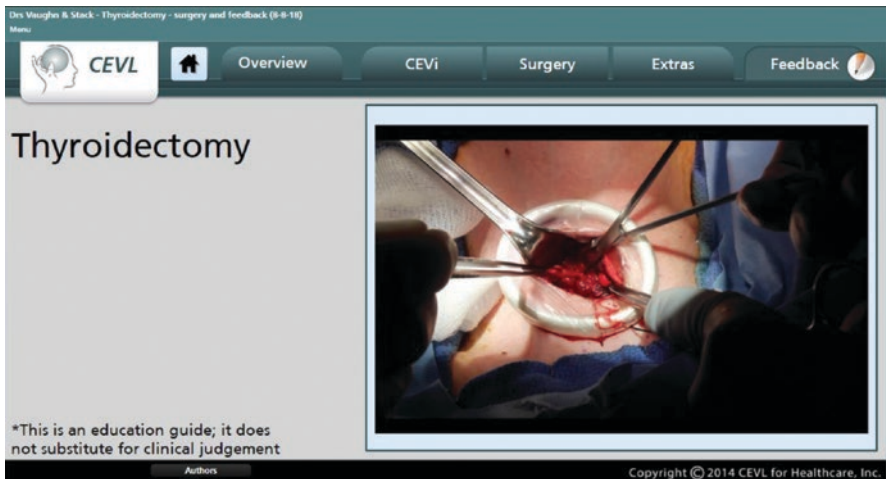 Drs Vaughn & Stack - Thyroidectomy - surgery and feedback (8-8-18)
Menu
CEVL
Overview
CEVi
Surgery
Extras
Feedback
Thyroidectomy
*This is an education guide; it does
not substitute for clinical judgement
Authors
Copyright © 2014 CEVL for Healthcare, Inc.